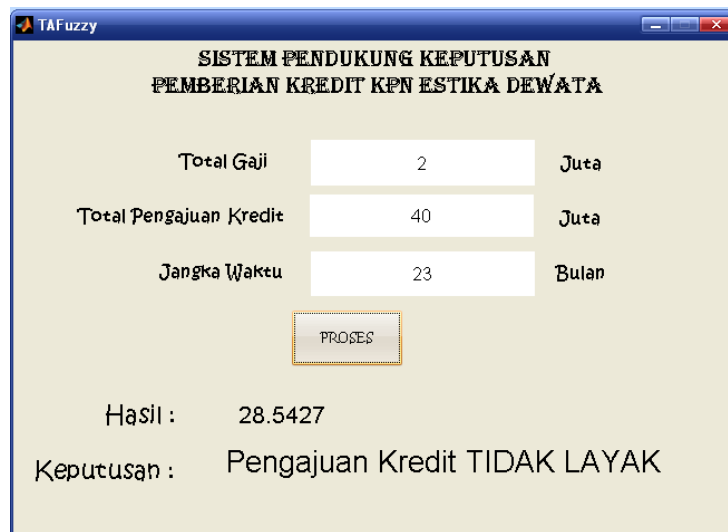 TAFuzzy
SISTEM PENDUKUNG KEPUTUSAN
PEMBERIAN KREDIT KPN ESTIKA DEWATA
Total Gaji 2 Juta
Total Pengajuan Kredit 40 Juta
Jangka Waktu 23 Bulan
PROSES
Hasil : 28.5427
Keputusan : Pengajuan Kredit TIDAK LAYAK